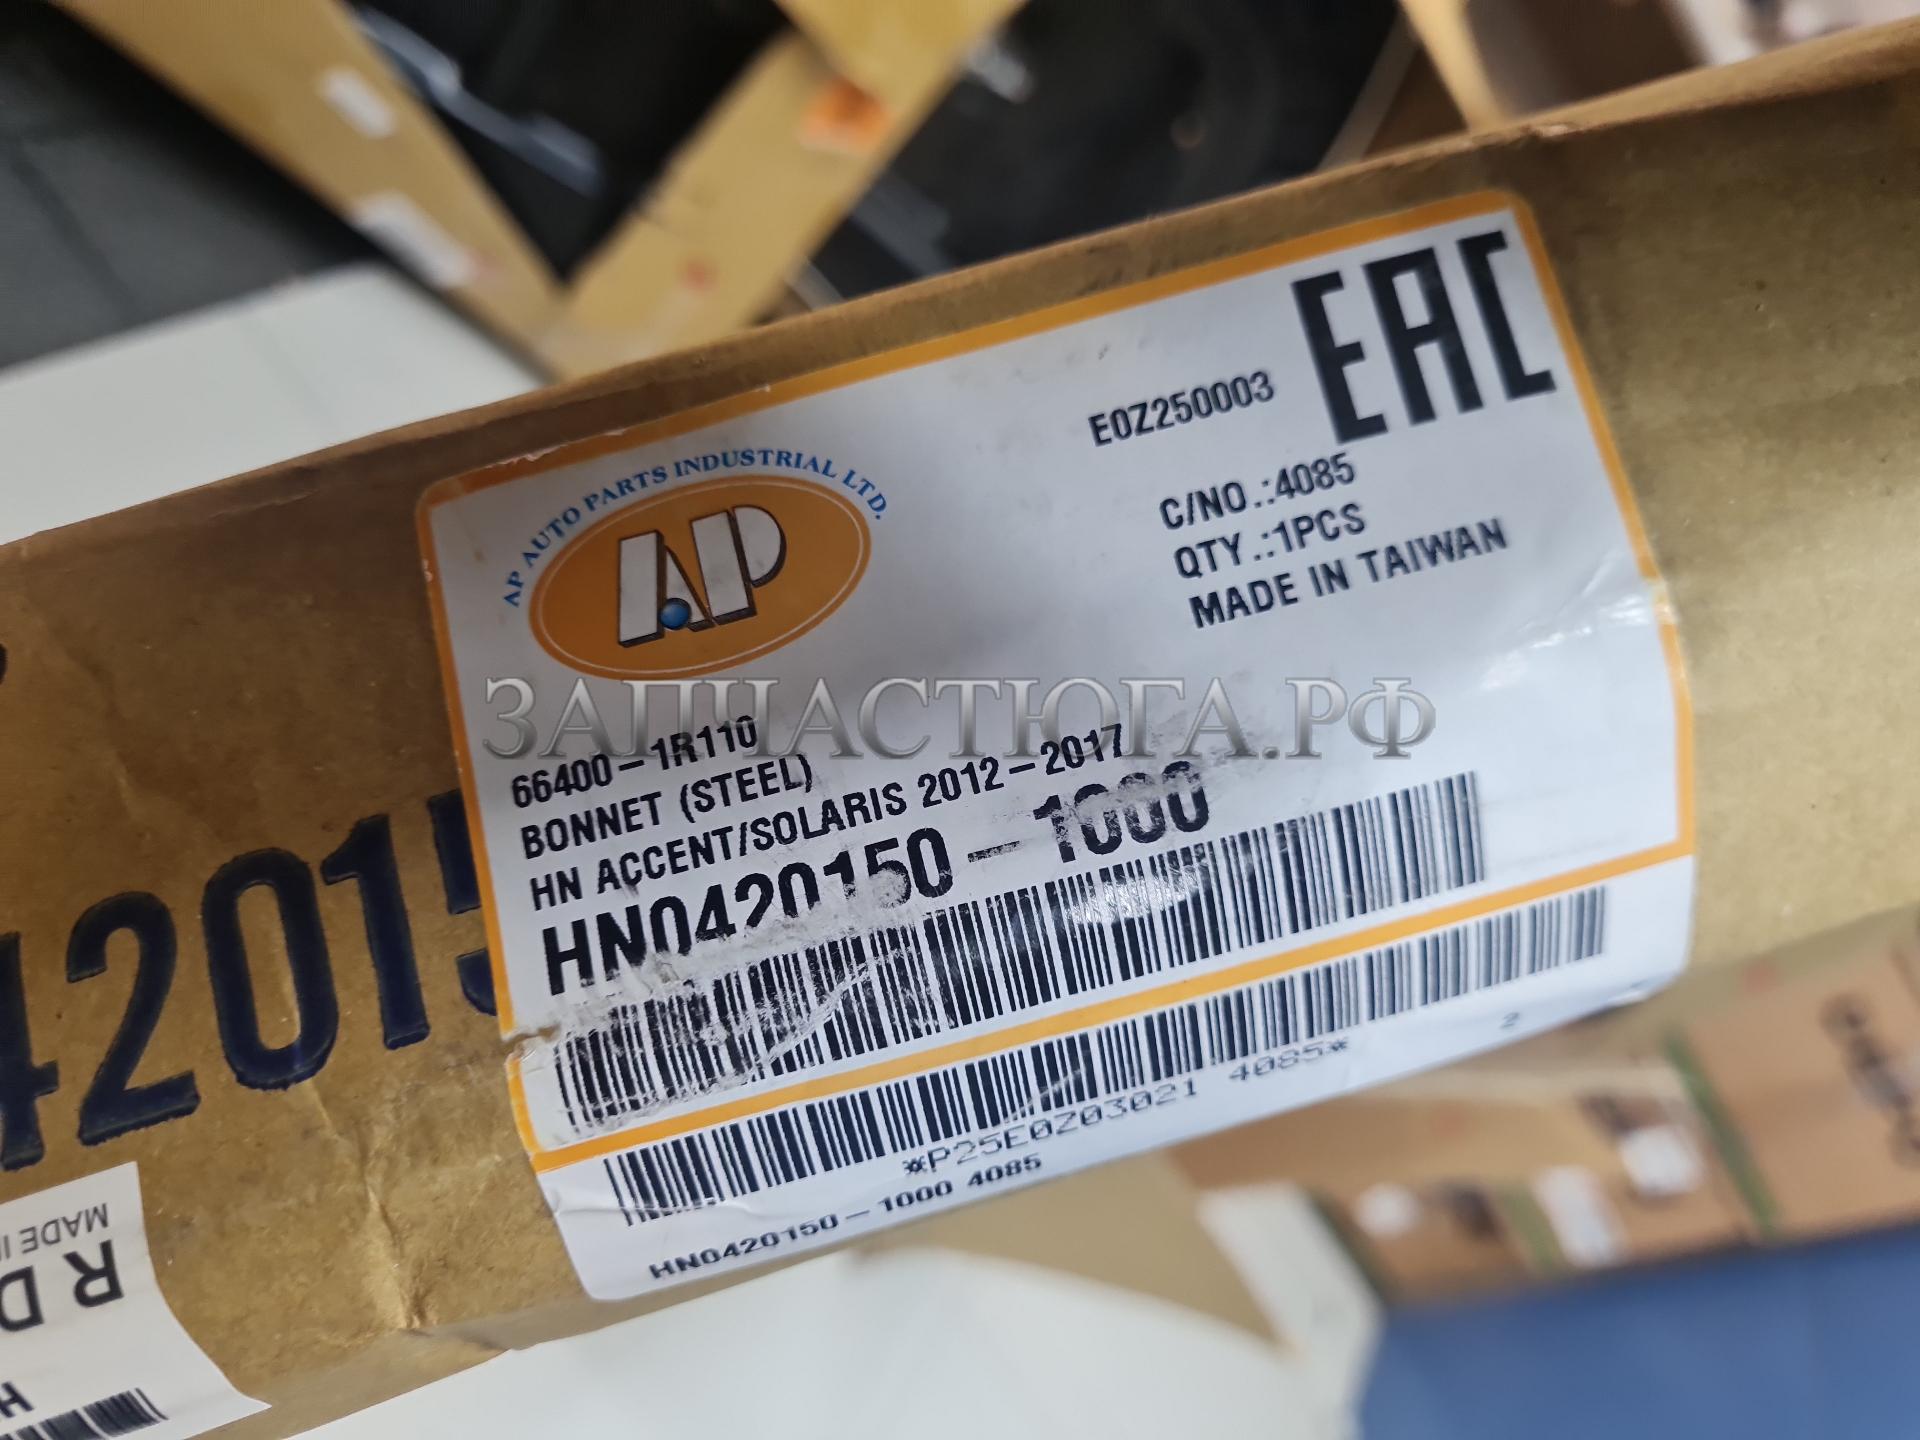 EAC
E0Z250003
AP AUTO PARTS INDUSTRIAL LTD.
AP
C/NO.:4085
QTY.:1PCS
MADE IN TAIWAN
ЗАПЧАСТЮГА.РФ
66400-1R110
BONNET (STEEL)
HN ACCENT/SOLARIS 2012-2017
HN0420150-1000
*P25E0Z03021 4085*
2
HN0420150-1000 4085
42015
MADE I
R D
H